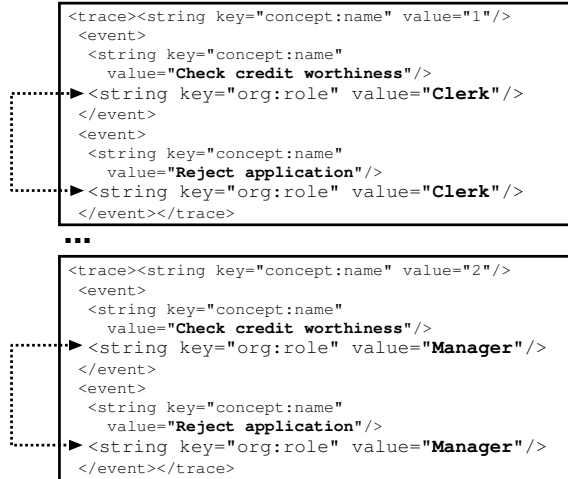 <trace><string key="concept:name" value="1"/>
<event>
<string key="concept:name"
value="Check credit worthiness"/>
<string key="org:role" value="Clerk"/>
</event>
<event>
<string key="concept:name"
value="Reject application"/>
<string key="org:role" value="Clerk"/>
</event></trace>
...
<trace><string key="concept:name" value="2"/>
<event>
<string key="concept:name"
value="Check credit worthiness"/>
<string key="org:role" value="Manager"/>
</event>
<event>
<string key="concept:name"
value="Reject application"/>
<string key="org:role" value="Manager"/>
</event></trace>